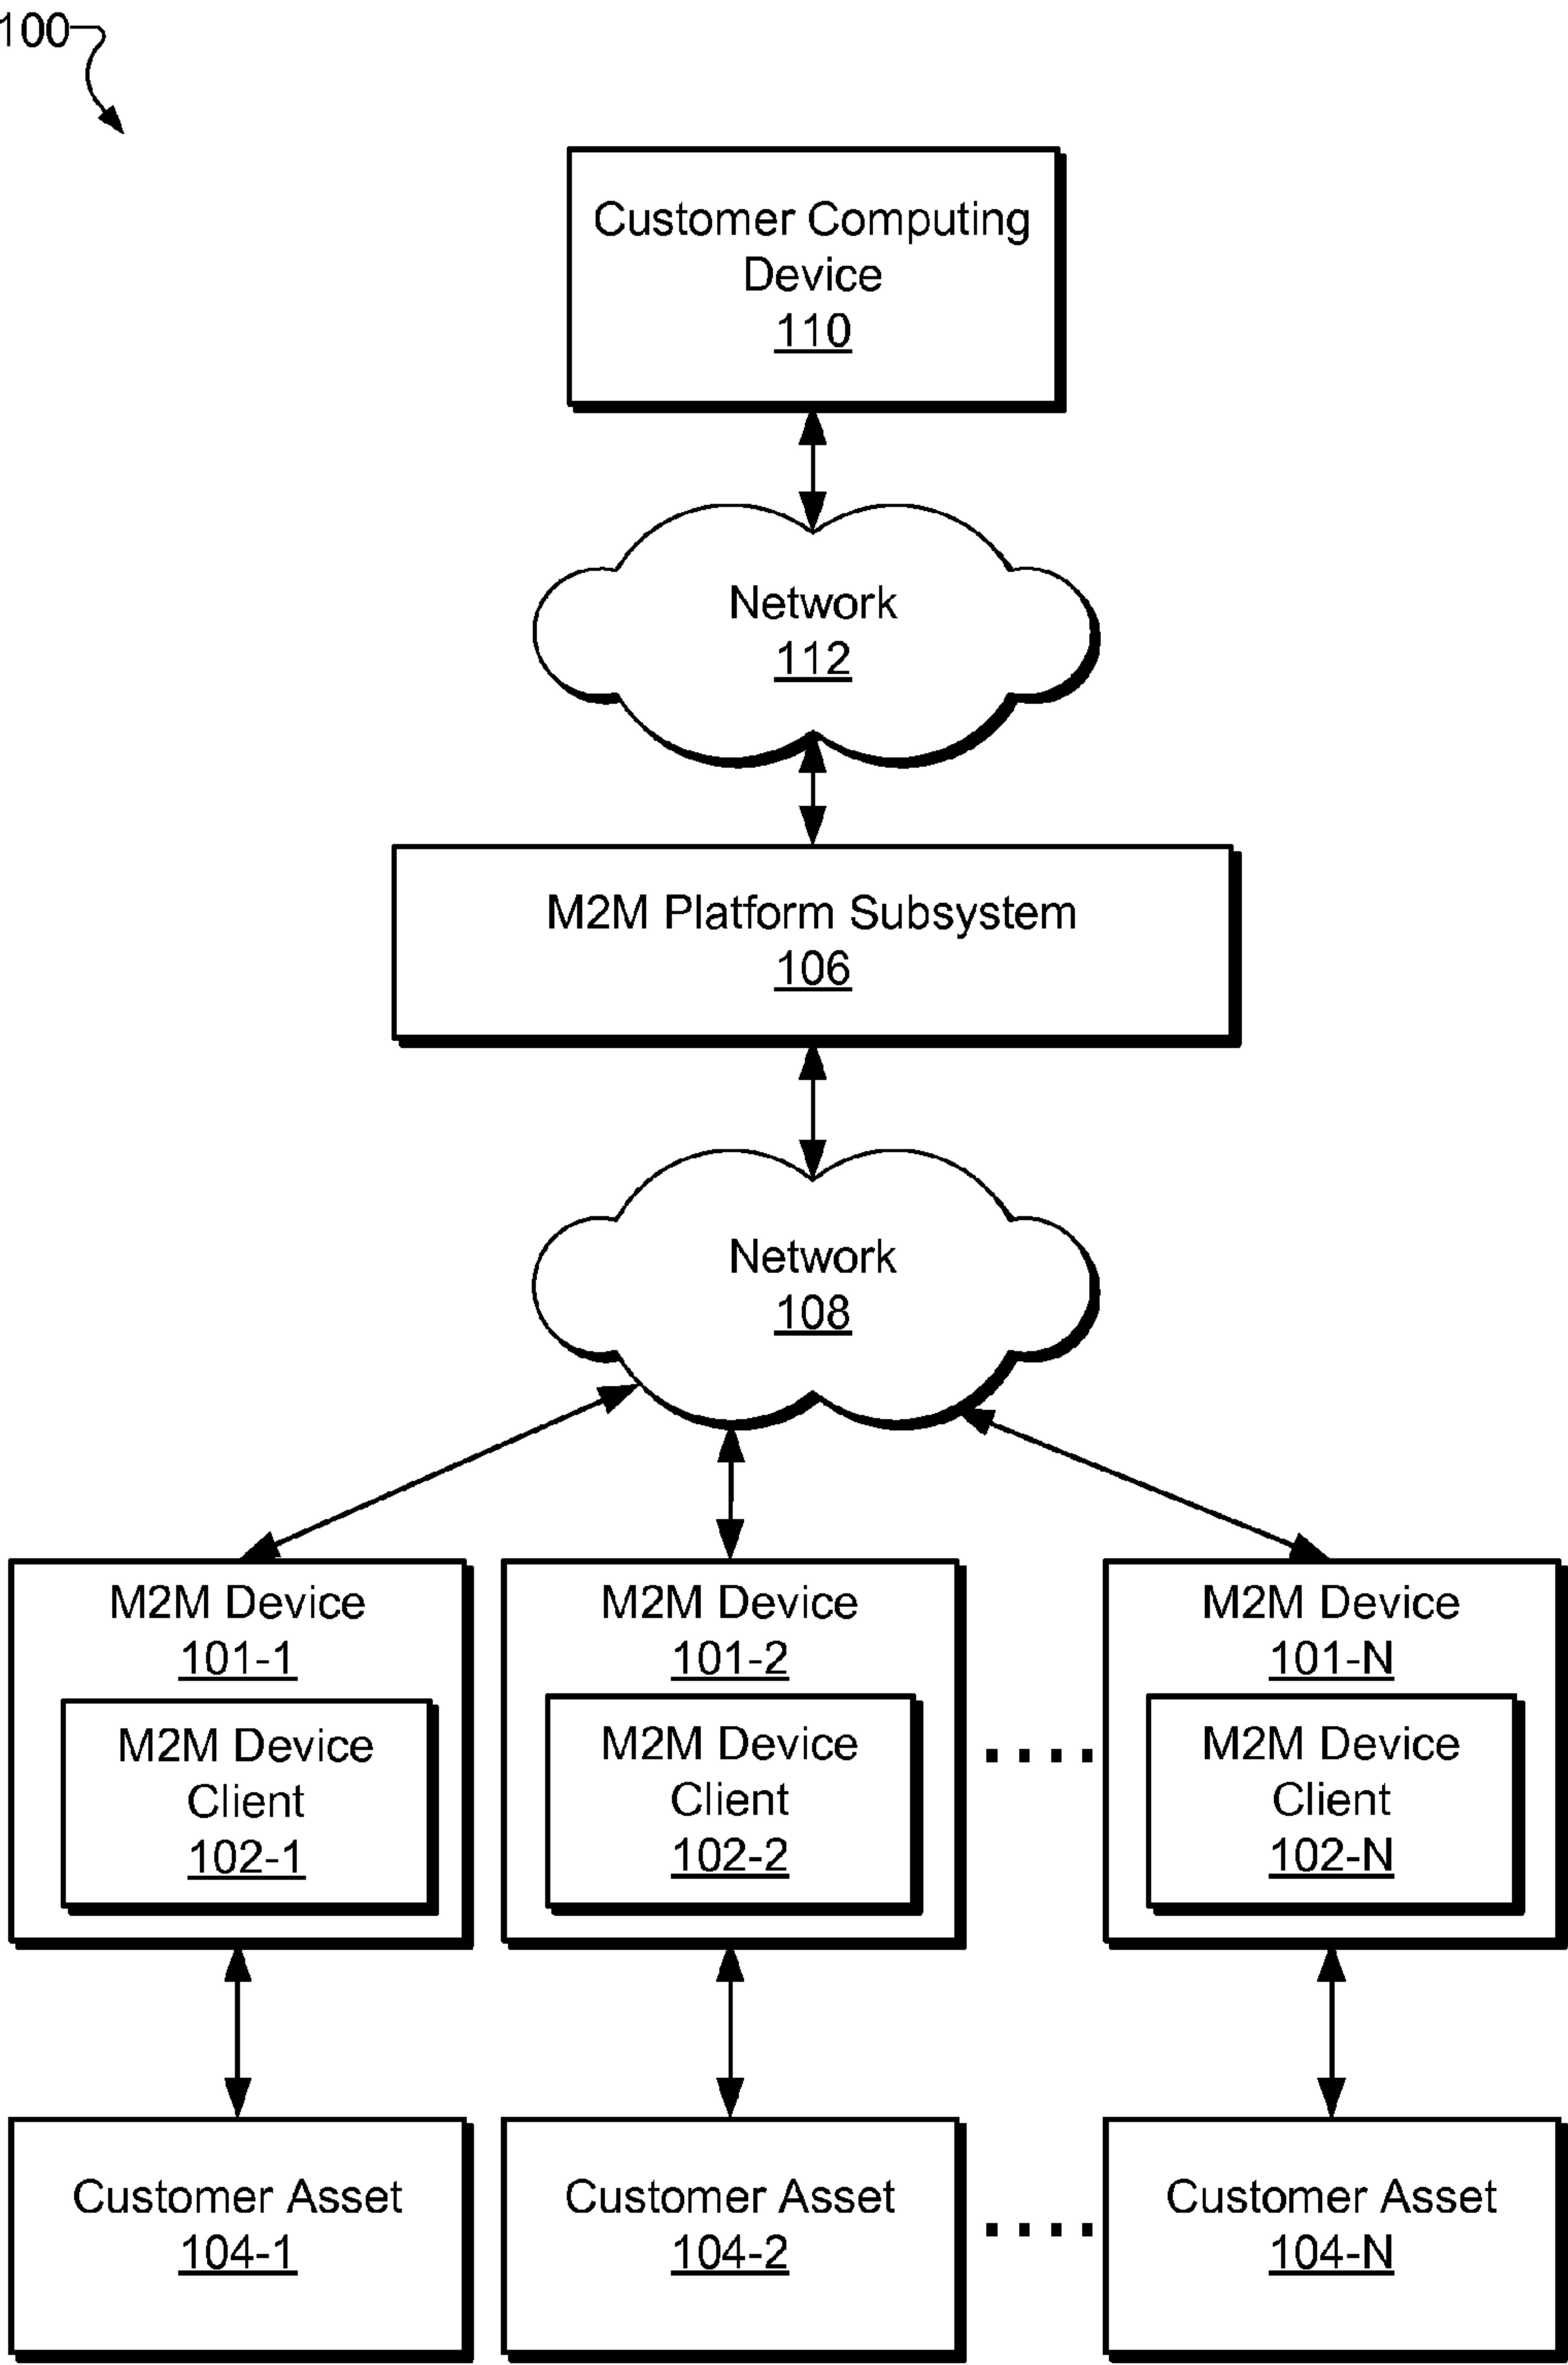 100
Customer Computing
Device
110
Network
112
M2M Platform Subsystem
106
Network
108
M2M Device
101-1
M2M Device
Client
102-1
M2M Device
101-2
M2M Device
Client
102-2
M2M Device
101-N
M2M Device
Client
102-N
Customer Asset
104-1
Customer Asset
104-2
Customer Asset
104-N